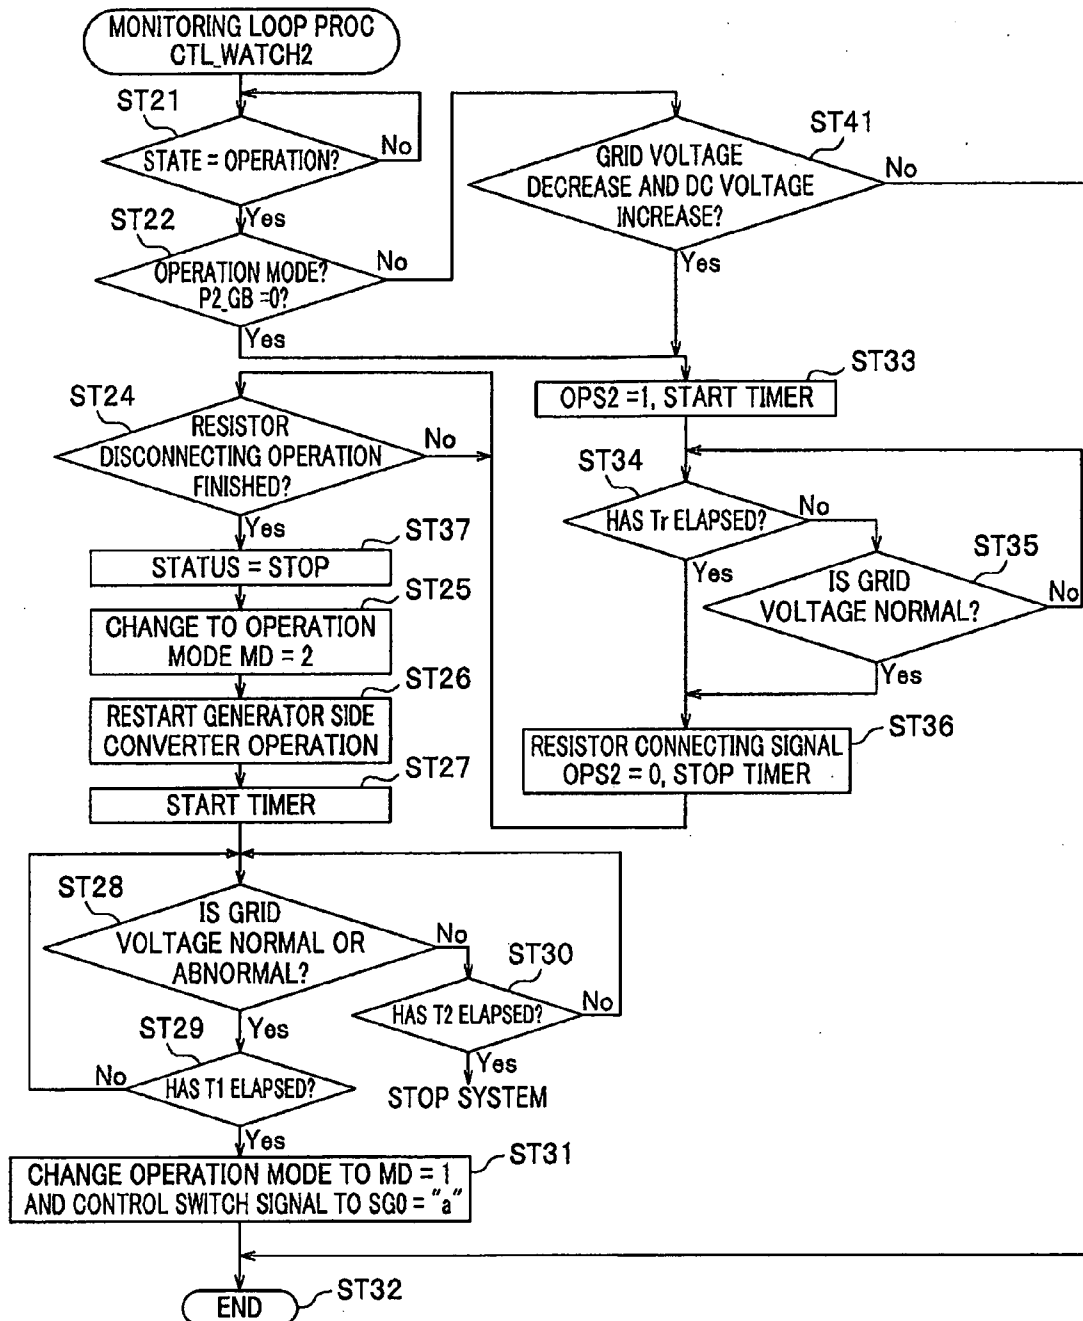 MONITORING LOOP PROC
CTL_WATCH2
ST21
STATE = OPERATION?
No
Yes
ST22
OPERATION MODE?
P2_GB =0?
No
Yes
ST41
GRID VOLTAGE
DECREASE AND DC VOLTAGE
INCREASE?
No
Yes
ST33
OPS2 =1, START TIMER
ST34
HAS Tr ELAPSED?
No
Yes
ST35
IS GRID
VOLTAGE NORMAL?
No
Yes
ST36
RESISTOR CONNECTING SIGNAL
OPS2 = 0, STOP TIMER
ST24
RESISTOR
DISCONNECTING OPERATION
FINISHED?
No
Yes
ST37
STATUS = STOP
ST25
CHANGE TO OPERATION
MODE MD = 2
ST26
RESTART GENERATOR SIDE
CONVERTER OPERATION
ST27
START TIMER
ST28
IS GRID
VOLTAGE NORMAL OR
ABNORMAL?
No
Yes
ST30
HAS T2 ELAPSED?
No
Yes
STOP SYSTEM
ST29
HAS T1 ELAPSED?
No
Yes
ST31
CHANGE OPERATION MODE TO MD = 1
AND CONTROL SWITCH SIGNAL TO SG0 = "a"
ST32
END